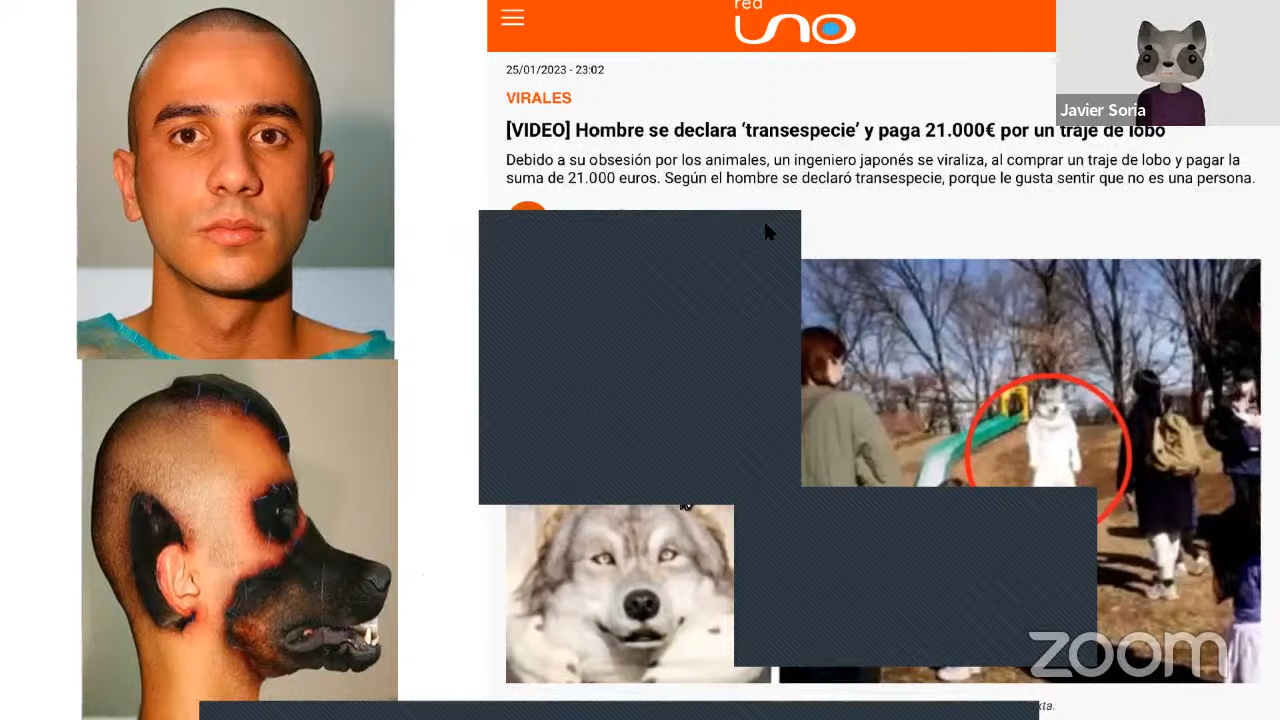 red
uno
25/01/2023 - 23:02
Javier Soria
VIRALES
[VIDEO] Hombre se declara ‘transespecie’ y paga 21.000€ por un traje de lobo
Debido a su obsesión por los animales, un ingeniero japonés se viraliza, al comprar un traje de lobo y pagar la
suma de 21.000 euros. Según el hombre se declaró transespecie, porque le gusta sentir que no es una persona.
zoom
xta.